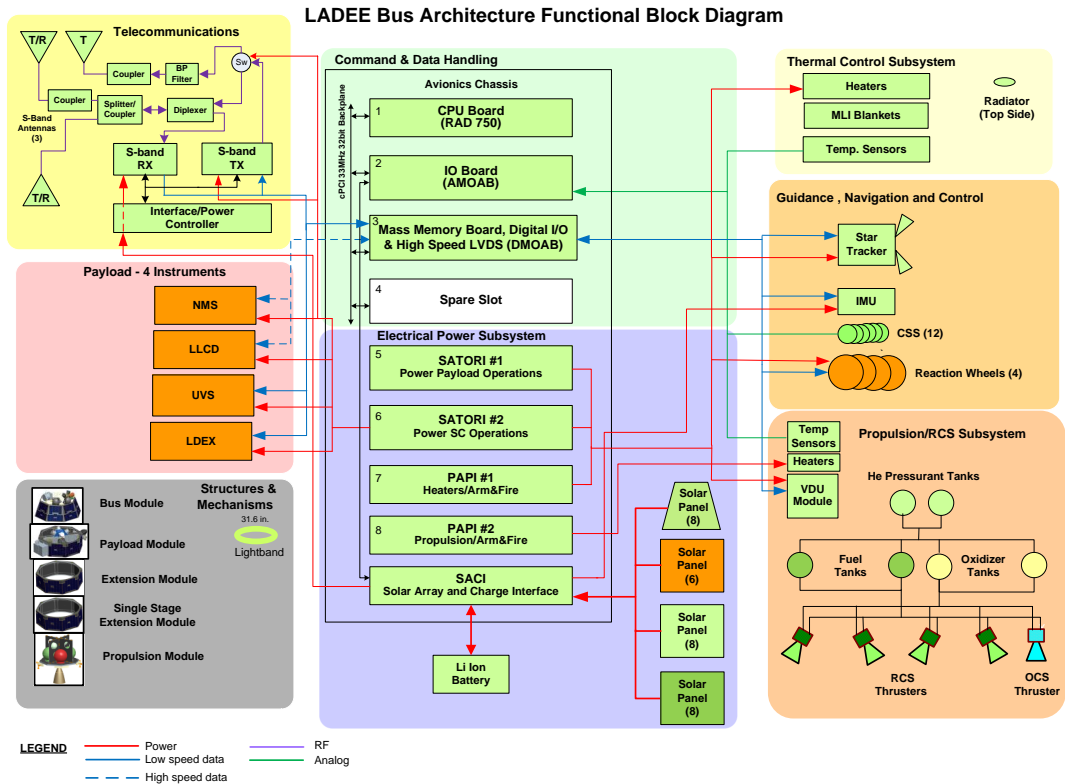 LADEE Bus Architecture Functional Block Diagram
Telecommunications
T/R
T
Coupler
BP
Filter
Sw
Coupler
Splitter/
Coupler
Diplexer
S-Band
Antennas
(3)
S-band
RX
S-band
TX
T/R
Interface/Power
Controller
Payload - 4 Instruments
NMS
LLCD
UVS
LDEX
Structures &
Mechanisms
31.6 in.
Lightband
Bus Module
Payload Module
Extension Module
Single Stage
Extension Module
Propulsion Module
Command & Data Handling
Avionics Chassis
cPCI 33MHz 32bit Backplane
1
CPU Board
(RAD 750)
2
IO Board
(AMOAB)
3
Mass Memory Board, Digital I/O
& High Speed LVDS (DMOAB)
4
Spare Slot
Electrical Power Subsystem
5
SATORI #1
Power Payload Operations
6
SATORI #2
Power SC Operations
7
PAPI #1
Heaters/Arm&Fire
8
PAPI #2
Propulsion/Arm&Fire
SACI
Solar Array and Charge Interface
Li Ion
Battery
Solar
Panel
(8)
Solar
Panel
(6)
Solar
Panel
(8)
Solar
Panel
(8)
Thermal Control Subsystem
Heaters
MLI Blankets
Temp. Sensors
Radiator
(Top Side)
Guidance , Navigation and Control
Star
Tracker
IMU
CSS (12)
Reaction Wheels (4)
Temp
Sensors
Heaters
VDU
Module
Propulsion/RCS Subsystem
He Pressurant Tanks
Fuel
Tanks
Oxidizer
Tanks
RCS
Thrusters
OCS
Thruster
LEGEND
Power
Low speed data
High speed data
RF
Analog